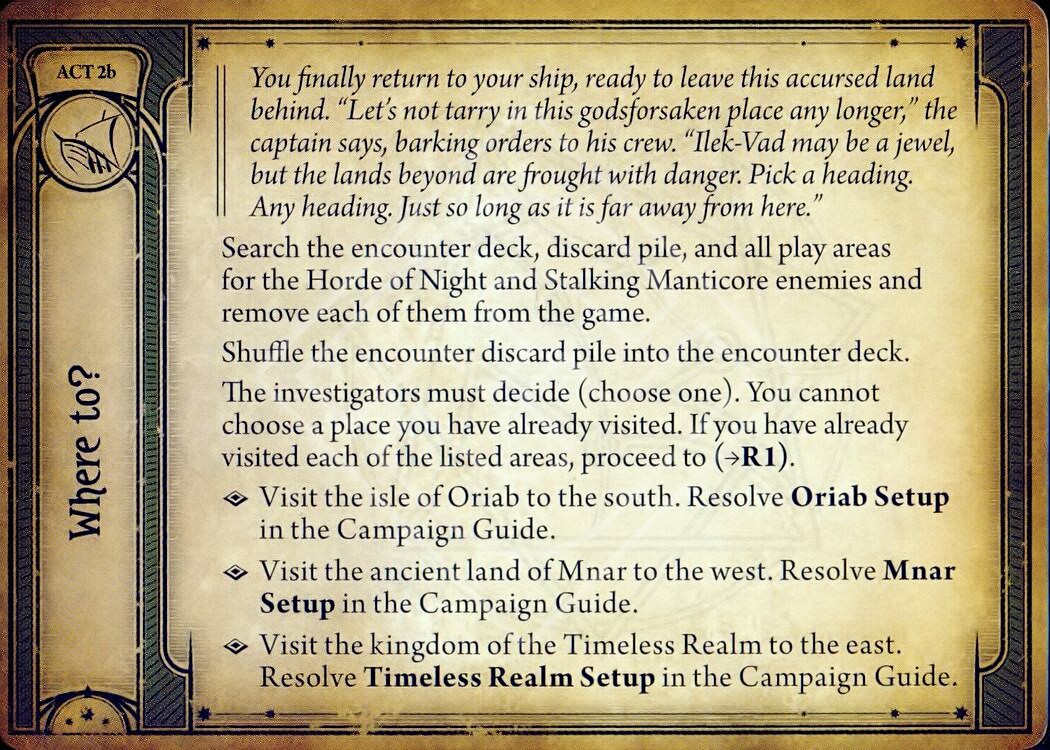 ACT 2b
Where to?
You finally return to your ship, ready to leave this accursed land
behind. “Let’s not tarry in this godsforsaken place any longer,” the
captain says, barking orders to his crew. “Ilek-Vad may be a jewel,
but the lands beyond are frought with danger. Pick a heading.
Any heading. Just so long as it is far away from here.”
Search the encounter deck, discard pile, and all play areas
for the Horde of Night and Stalking Manticore enemies and
remove each of them from the game.
Shuffle the encounter discard pile into the encounter deck.
The investigators must decide (choose one). You cannot
choose a place you have already visited. If you have already
visited each of the listed areas, proceed to (→R1).
Visit the isle of Oriab to the south. Resolve Oriab Setup
in the Campaign Guide.
Visit the ancient land of Mnar to the west. Resolve Mnar
Setup in the Campaign Guide.
Visit the kingdom of the Timeless Realm to the east.
Resolve Timeless Realm Setup in the Campaign Guide.